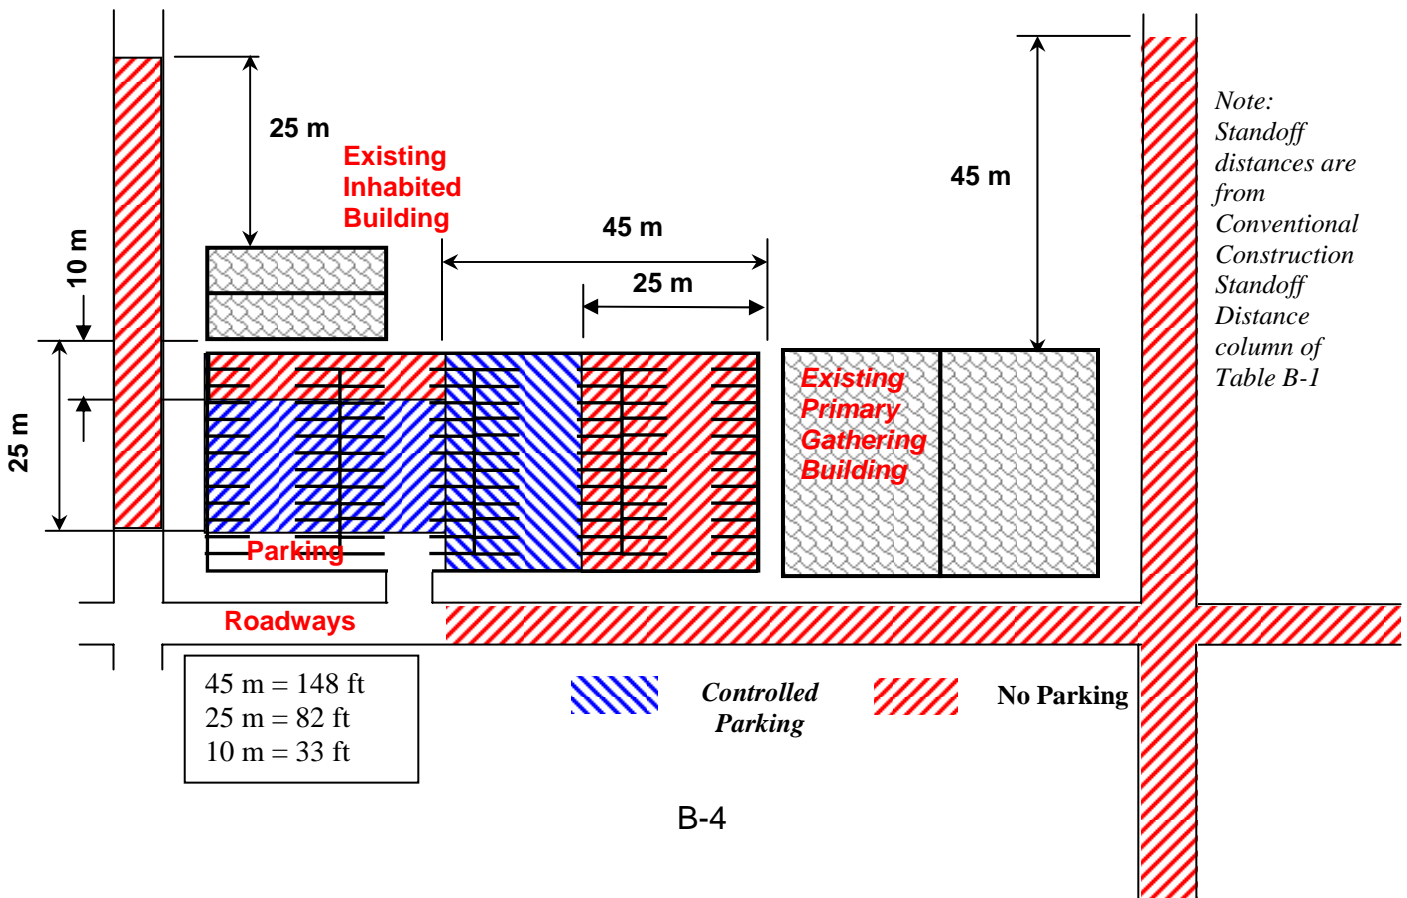 25 m
Existing
Inhabited
Building
45 m
25 m
10 m
25 m
45 m
Note:
Standoff
distances are
from
Conventional
Construction
Standoff
Distance
column of
Table B-1
Existing
Primary
Gathering
Building
Parking
Roadways
45 m = 148 ft
25 m = 82 ft
10 m = 33 ft
Controlled
Parking
No Parking
B-4